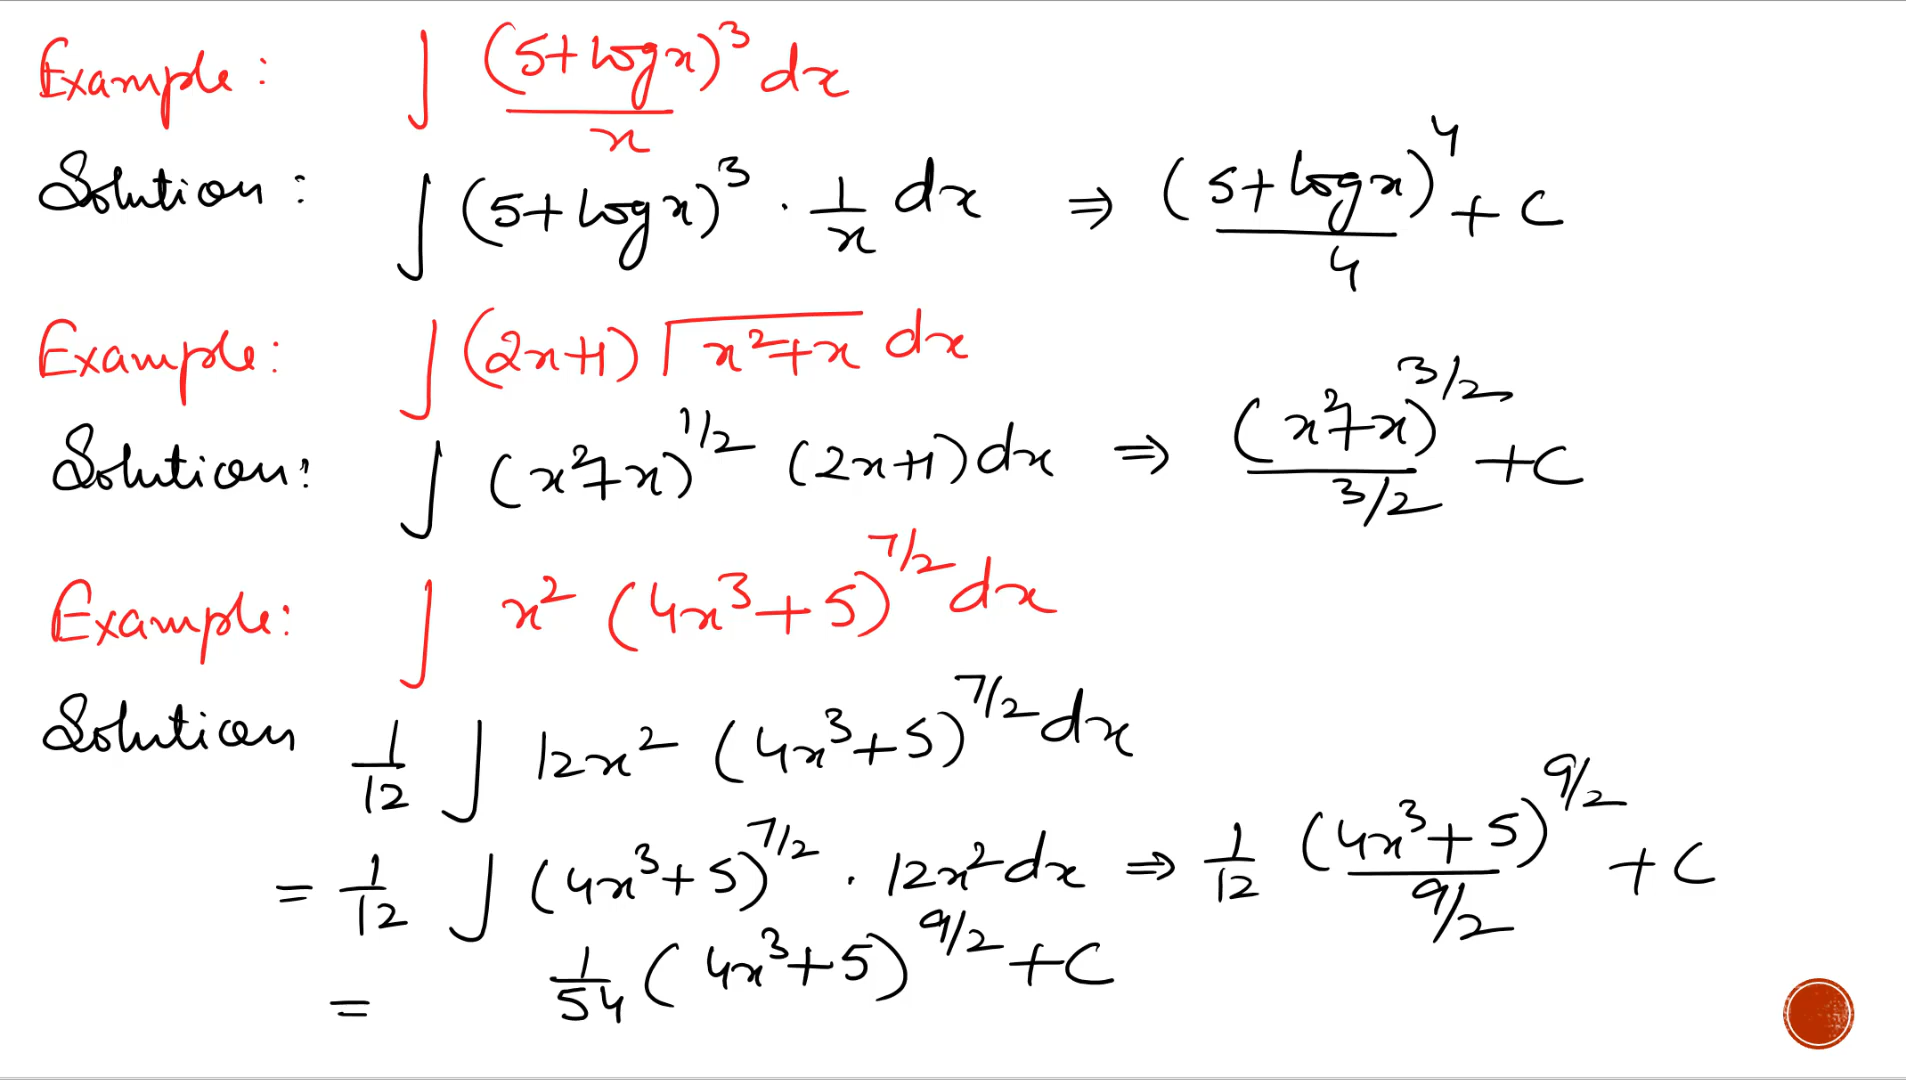 Example: ∫ (5+logx)³/x dx
Solution: ∫ (5+logx)³ · 1/x dx ⇒ (5+logx)⁴/4 + C
Example: ∫ (2x+1) √(x²+x) dx
Solution: ∫ (x²+x)^(1/2) (2x+1) dx ⇒ (x²+x)^(3/2)/(3/2) + C
Example: ∫ x² (4x³+5)^(7/2) dx
Solution 1/12 ∫ 12x² (4x³+5)^(7/2) dx
= 1/12 ∫ (4x³+5)^(7/2) · 12x² dx ⇒ 1/12 (4x³+5)^(9/2)/(9/2) + C
= 1/54 (4x³+5)^(9/2) + C